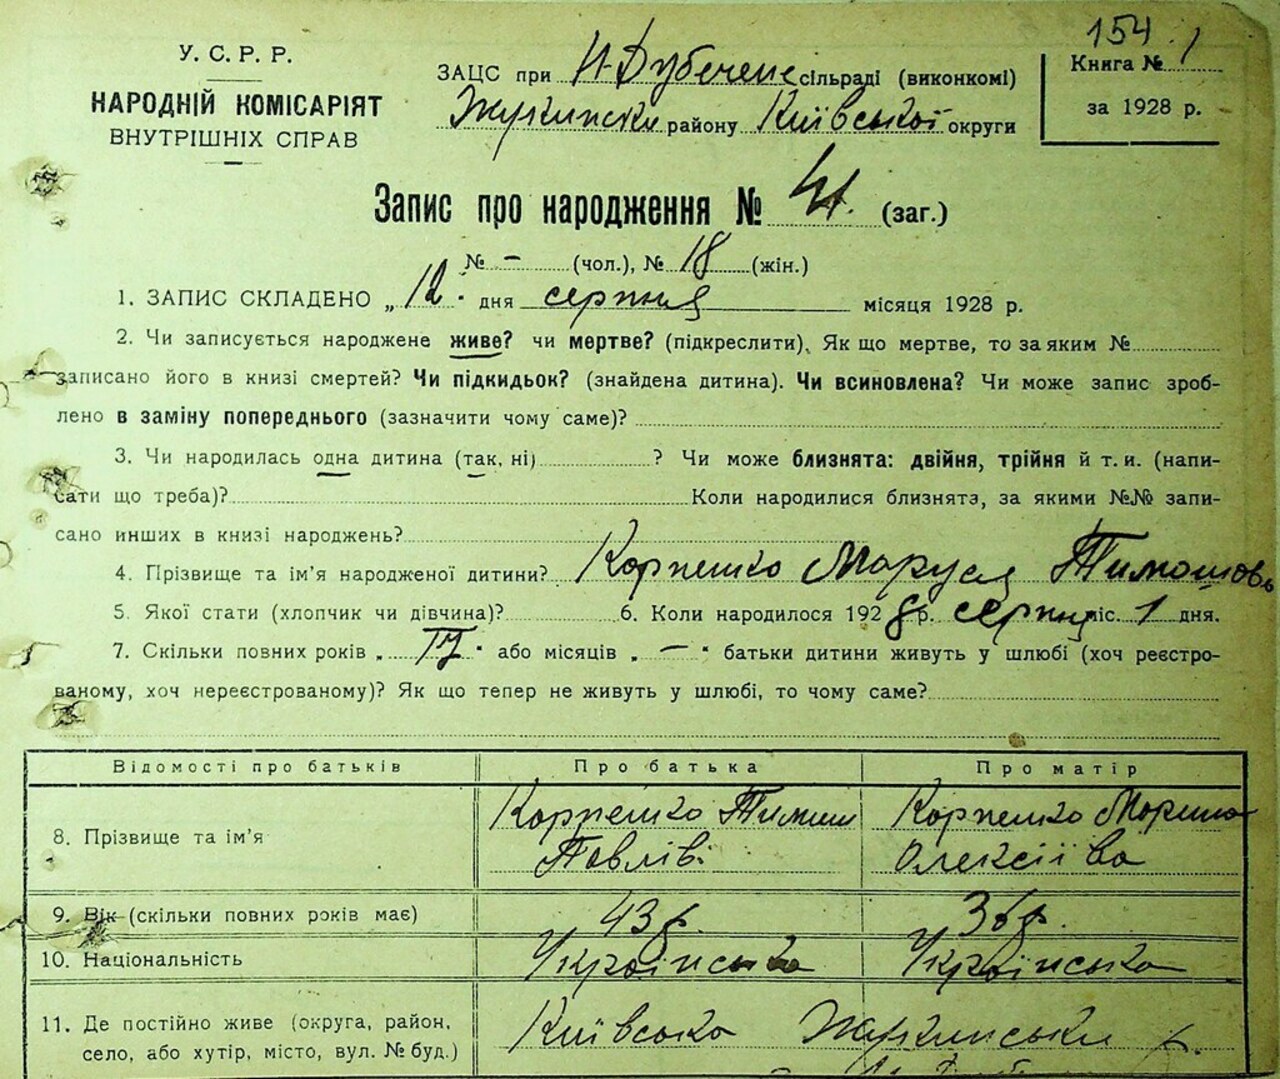 154
У. С. Р. Р.
НАРОДНІЙ КОМІСАРІЯТ
ВНУТРІШНІХ СПРАВ
ЗАЦС при Н-Дубечне сільраді (виконкомі)
Жукинськ району Київської округи
Книга № 1
за 1928 р.
Запис про народження № 41. (заг.)
№ - (чол.), № 18 (жін.)
1. ЗАПИС СКЛАДЕНО „12" дня серпня місяця 1928 р.
2. Чи записується народжене живе? чи мертве? (підкреслити). Як що мертве, то за яким №
записано його в книзі смертей? Чи підкидьок? (знайдена дитина). Чи всиновлена? Чи може запис зроб-
лено в заміну попереднього (зазначити чому саме)?
3. Чи народилась одна дитина (так, ні) ? Чи може близнята: двійня, трійня й т. и. (напи-
сати що треба)? Коли народилися близнята, за якими №№ запи-
сано инших в книзі народжень?
4. Прізвище та ім'я народженої дитини? Карпенко Маруся Тимошовь
5. Якої стати (хлопчик чи дівчина)? 6. Коли народилося 1928 р. серпня міс. 1 дня.
7. Скільки повних років „ " або місяців „ — " батьки дитини живуть у шлюбі (хоч реєстро-
ваному, хоч нереєстрованому)? Як що тепер не живуть у шлюбі, то чому саме?
Відомості про батьків Про батька Про матір
8. Прізвище та ім'я Карпенко Тимиш Карпенко Марина
Павлів. Олексіїва
9. Вік (скільки повних років має) 43 р. 36 р.
10. Національність Українська Українська
11. Де постійно живе (округа, район, Київська Жукинськи р.
село, або хутір, місто, вул. № буд.)